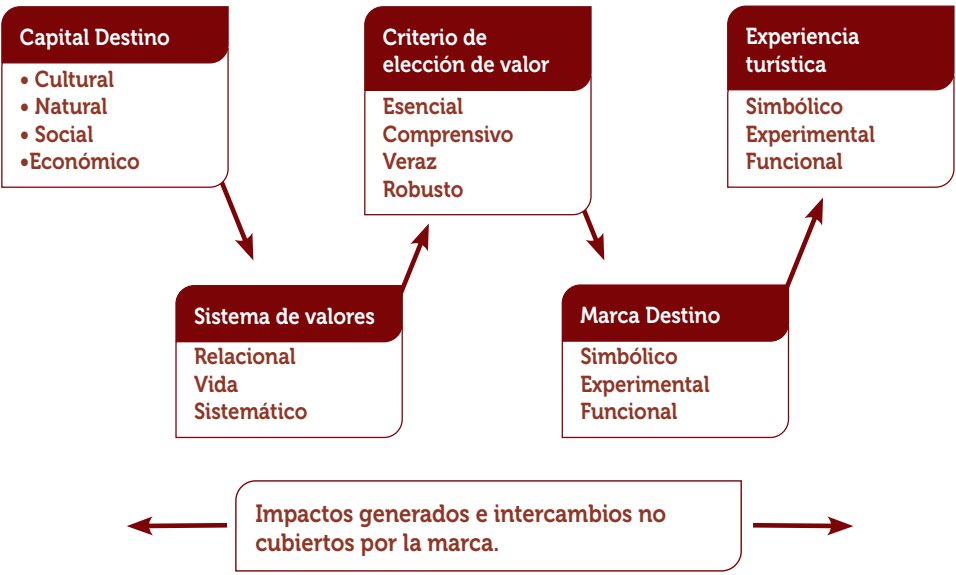 Capital Destino
• Cultural
• Natural
• Social
•Económico
Sistema de valores
Relacional
Vida
Sistemático
Criterio de
elección de valor
Esencial
Comprensivo
Veraz
Robusto
Marca Destino
Simbólico
Experimental
Funcional
Experiencia
turística
Simbólico
Experimental
Funcional
Impactos generados e intercambios no
cubiertos por la marca.